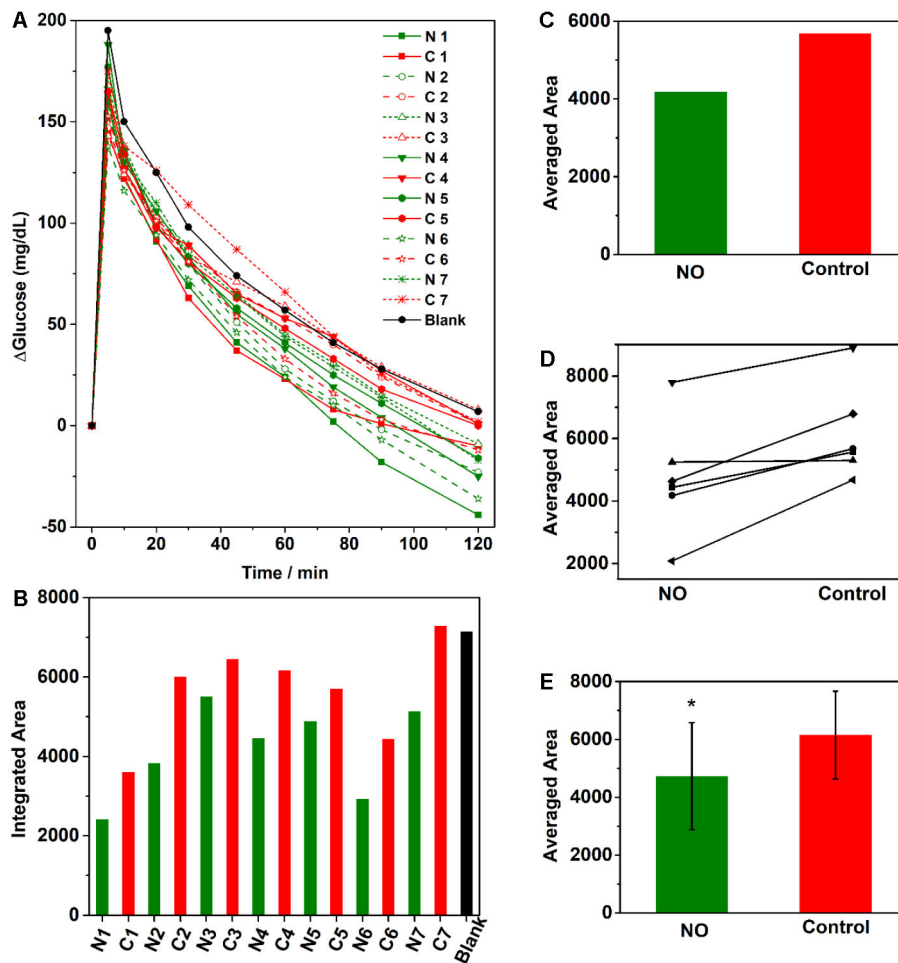 A
200
150
100
50
0
-50
ΔGlucose (mg/dL)
0 20 40 60 80 100 120
Time / min
N 1
C 1
N 2
C 2
N 3
C 3
N 4
C 4
N 5
C 5
N 6
C 6
N 7
C 7
Blank
B
8000
6000
4000
2000
0
Integrated Area
N1 C1 N2 C2 N3 C3 N4 C4 N5 C5 N6 C6 N7 C7 Blank
C
6000
4000
2000
0
Averaged Area
NO Control
D
8000
6000
4000
2000
Averaged Area
NO Control
E
8000
6000
4000
2000
0
Averaged Area
*
NO Control